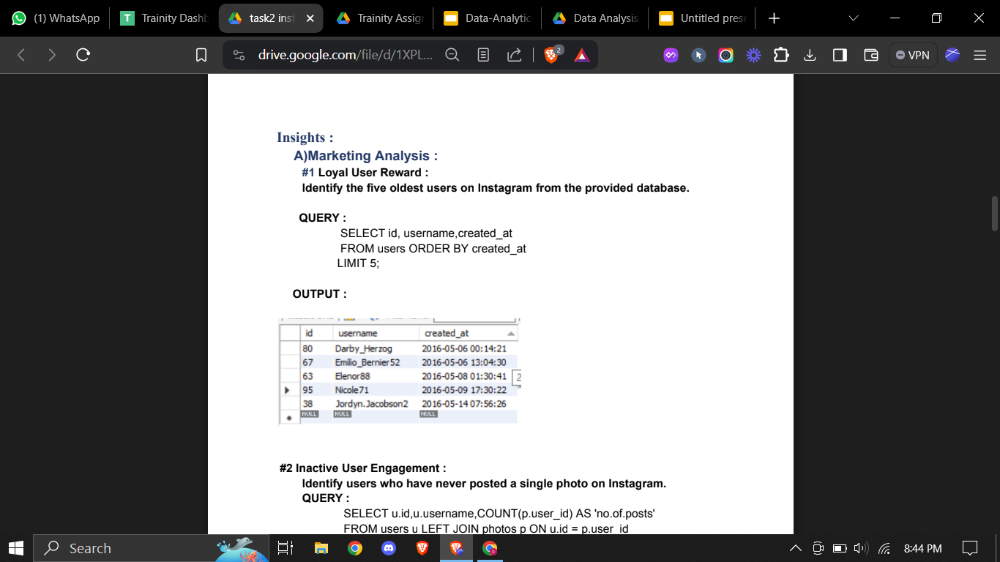 (1) WhatsApp
Trainity Dashb
task2 inst
Trainity Assign
Data-Analytic
Data Analysis
Untitled prese
drive.google.com/file/d/1XPL...
2
VPN
Insights :
A)Marketing Analysis :
#1 Loyal User Reward :
Identify the five oldest users on Instagram from the provided database.
QUERY :
SELECT id, username,created_at
FROM users ORDER BY created_at
LIMIT 5;
OUTPUT :
id username created_at
80 Darby_Herzog 2016-05-06 00:14:21
67 Emilio_Bernier52 2016-05-06 13:04:30
63 Elenor88 2016-05-08 01:30:41 2
95 Nicole71 2016-05-09 17:30:22
38 Jordyn.Jacobson2 2016-05-14 07:56:26
NULL NULL NULL
#2 Inactive User Engagement :
Identify users who have never posted a single photo on Instagram.
QUERY :
SELECT u.id,u.username,COUNT(p.user_id) AS 'no.of.posts'
FROM users u LEFT JOIN photos p ON u.id = p.user_id
Search
8:44 PM